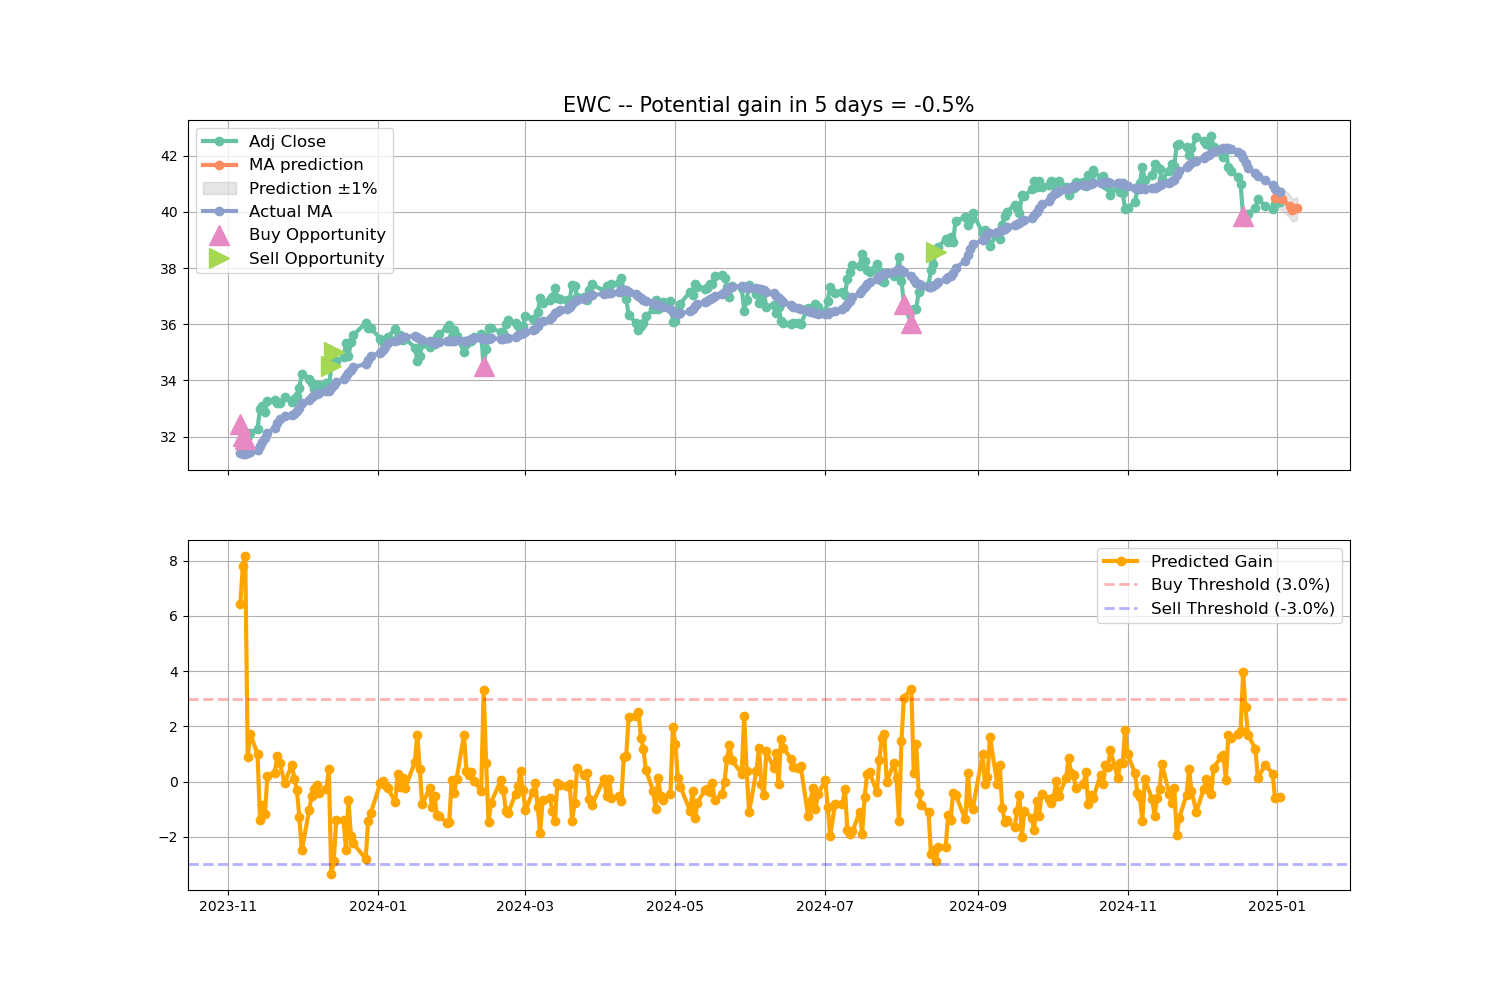 EWC -- Potential gain in 5 days = -0.5%
Adj Close
MA prediction
Prediction ±1%
Actual MA
Buy Opportunity
Sell Opportunity
42
40
38
36
34
32
Predicted Gain
Buy Threshold (3.0%)
Sell Threshold (-3.0%)
8
6
4
2
0
−2
2023-11
2024-01
2024-03
2024-05
2024-07
2024-09
2024-11
2025-01